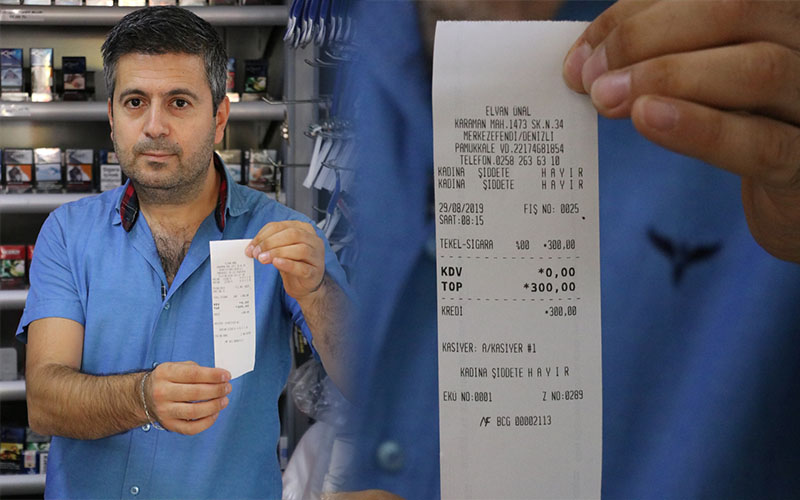 ELVAN ÜNAL
KARAMAN MAH.1473 SK.N.34
MERKEZEFENDİ/DENİZLİ
PAMUKKALE VD.22174681854
TELEFON.0258 263 63 10
KADINA ŞİDDETE H A Y I R
KADINA ŞİDDETE H A Y I R
29/08/2019 FİŞ NO: 0025
SAAT:08:15
TEKEL-SIGARA %00 *300,00
KDV *0,00
TOP *300,00
KREDİ *300,00
KASİYER: A/KASİYER #1
KADINA ŞİDDETE H A Y I R
EKU NO:0001 Z NO:0289
MF BCG 00002113